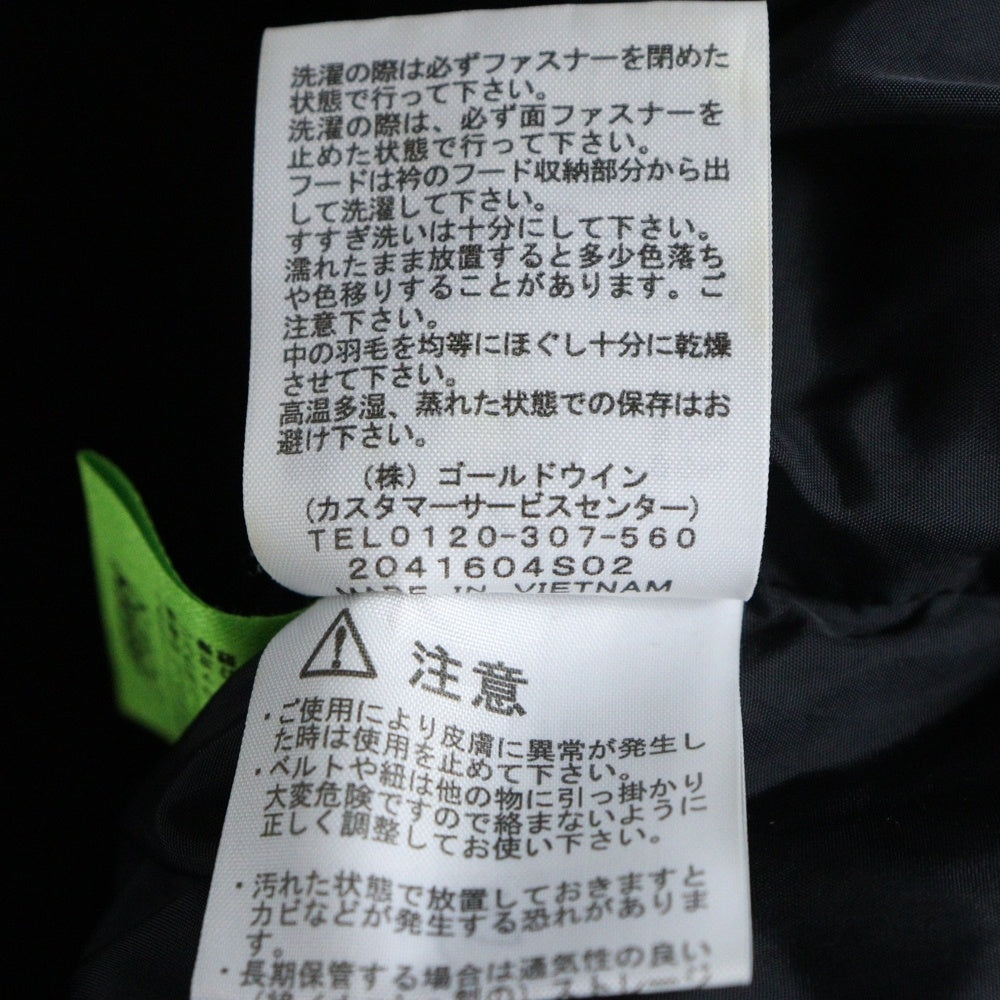 洗濯の際は必ずファスナーを閉めた
状態で行って下さい。
洗濯の際は、必ず面ファスナーを
止めた状態で行って下さい。
フードは衿のフード収納部分から出
して洗濯して下さい。
すすぎ洗いは十分にして下さい。
濡れたまま放置すると多少色落ち
や色移りすることがあります。ご
注意下さい。
中の羽毛を均等にほぐし十分に乾燥
させて下さい。
高温多湿、蒸れた状態での保存はお
避け下さい。
(株)ゴールドウイン
(カスタマーサービスセンター)
TEL0120-307-560
2041604S02
MADE IN VIETNAM
注意
・ご使用により皮膚に異常が発生し
た時は使用を止めて下さい。
・ベルトや紐は他の物に引っ掛かり
大変危険ですので絡まないように
正しく調整してお使い下さい。
・汚れた状態で放置しておきますと
カビなどが発生する恐れがありま
す。
・長期保管する場合は通気性の良い